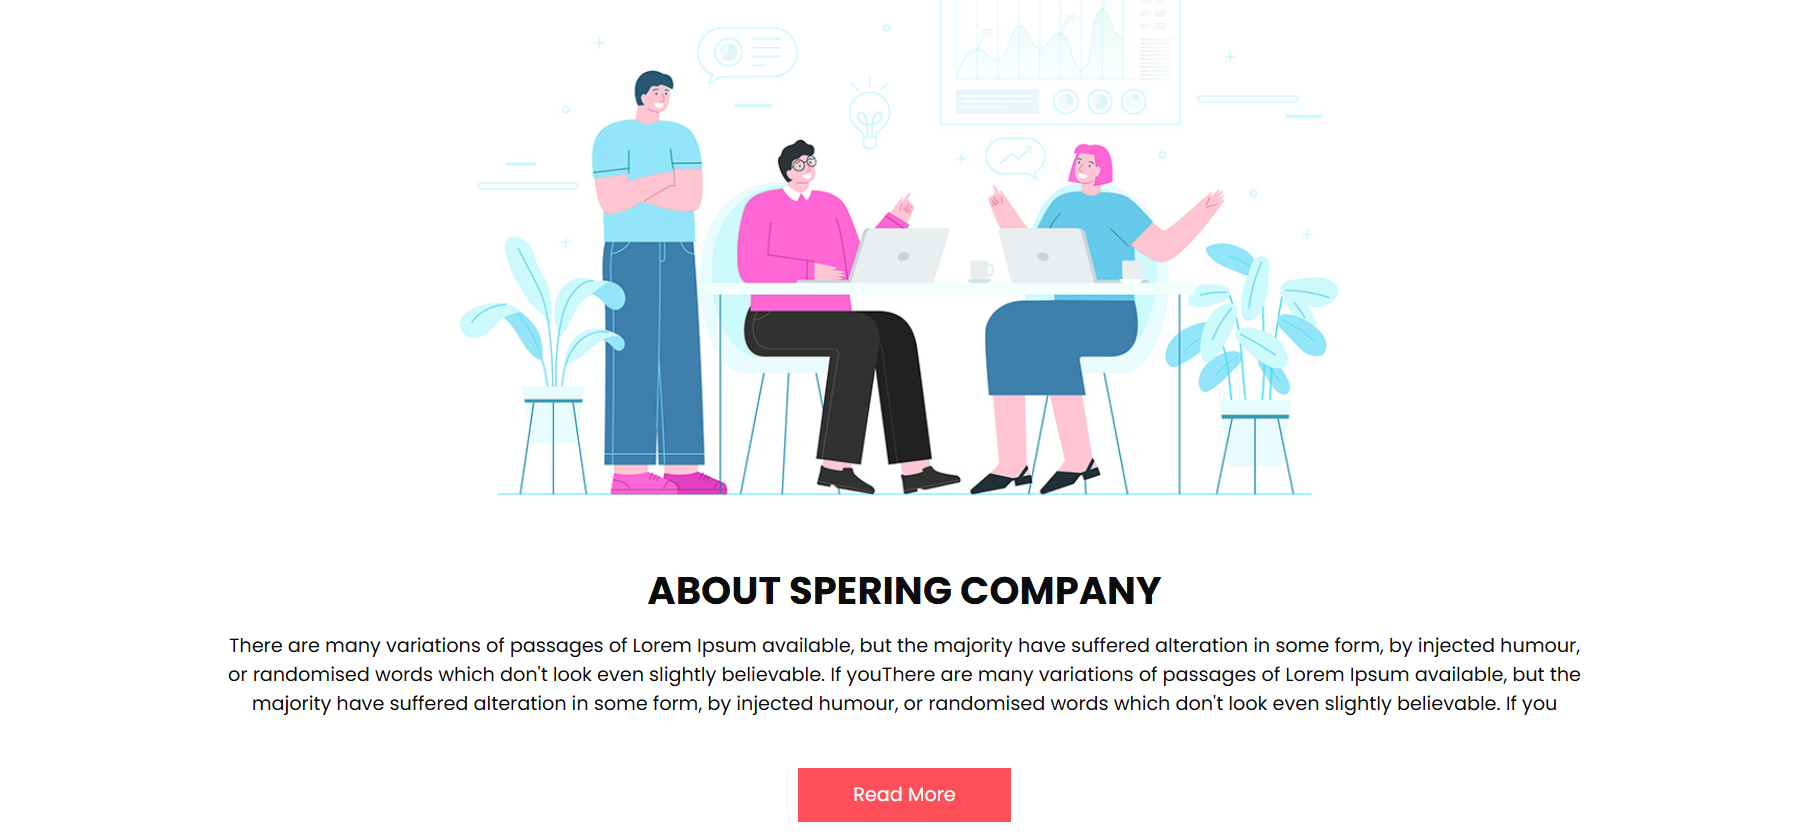 ABOUT SPERING COMPANY
There are many variations of passages of Lorem Ipsum available, but the majority have suffered alteration in some form, by injected humour,
or randomised words which don't look even slightly believable. If youThere are many variations of passages of Lorem Ipsum available, but the
majority have suffered alteration in some form, by injected humour, or randomised words which don't look even slightly believable. If you
Read More